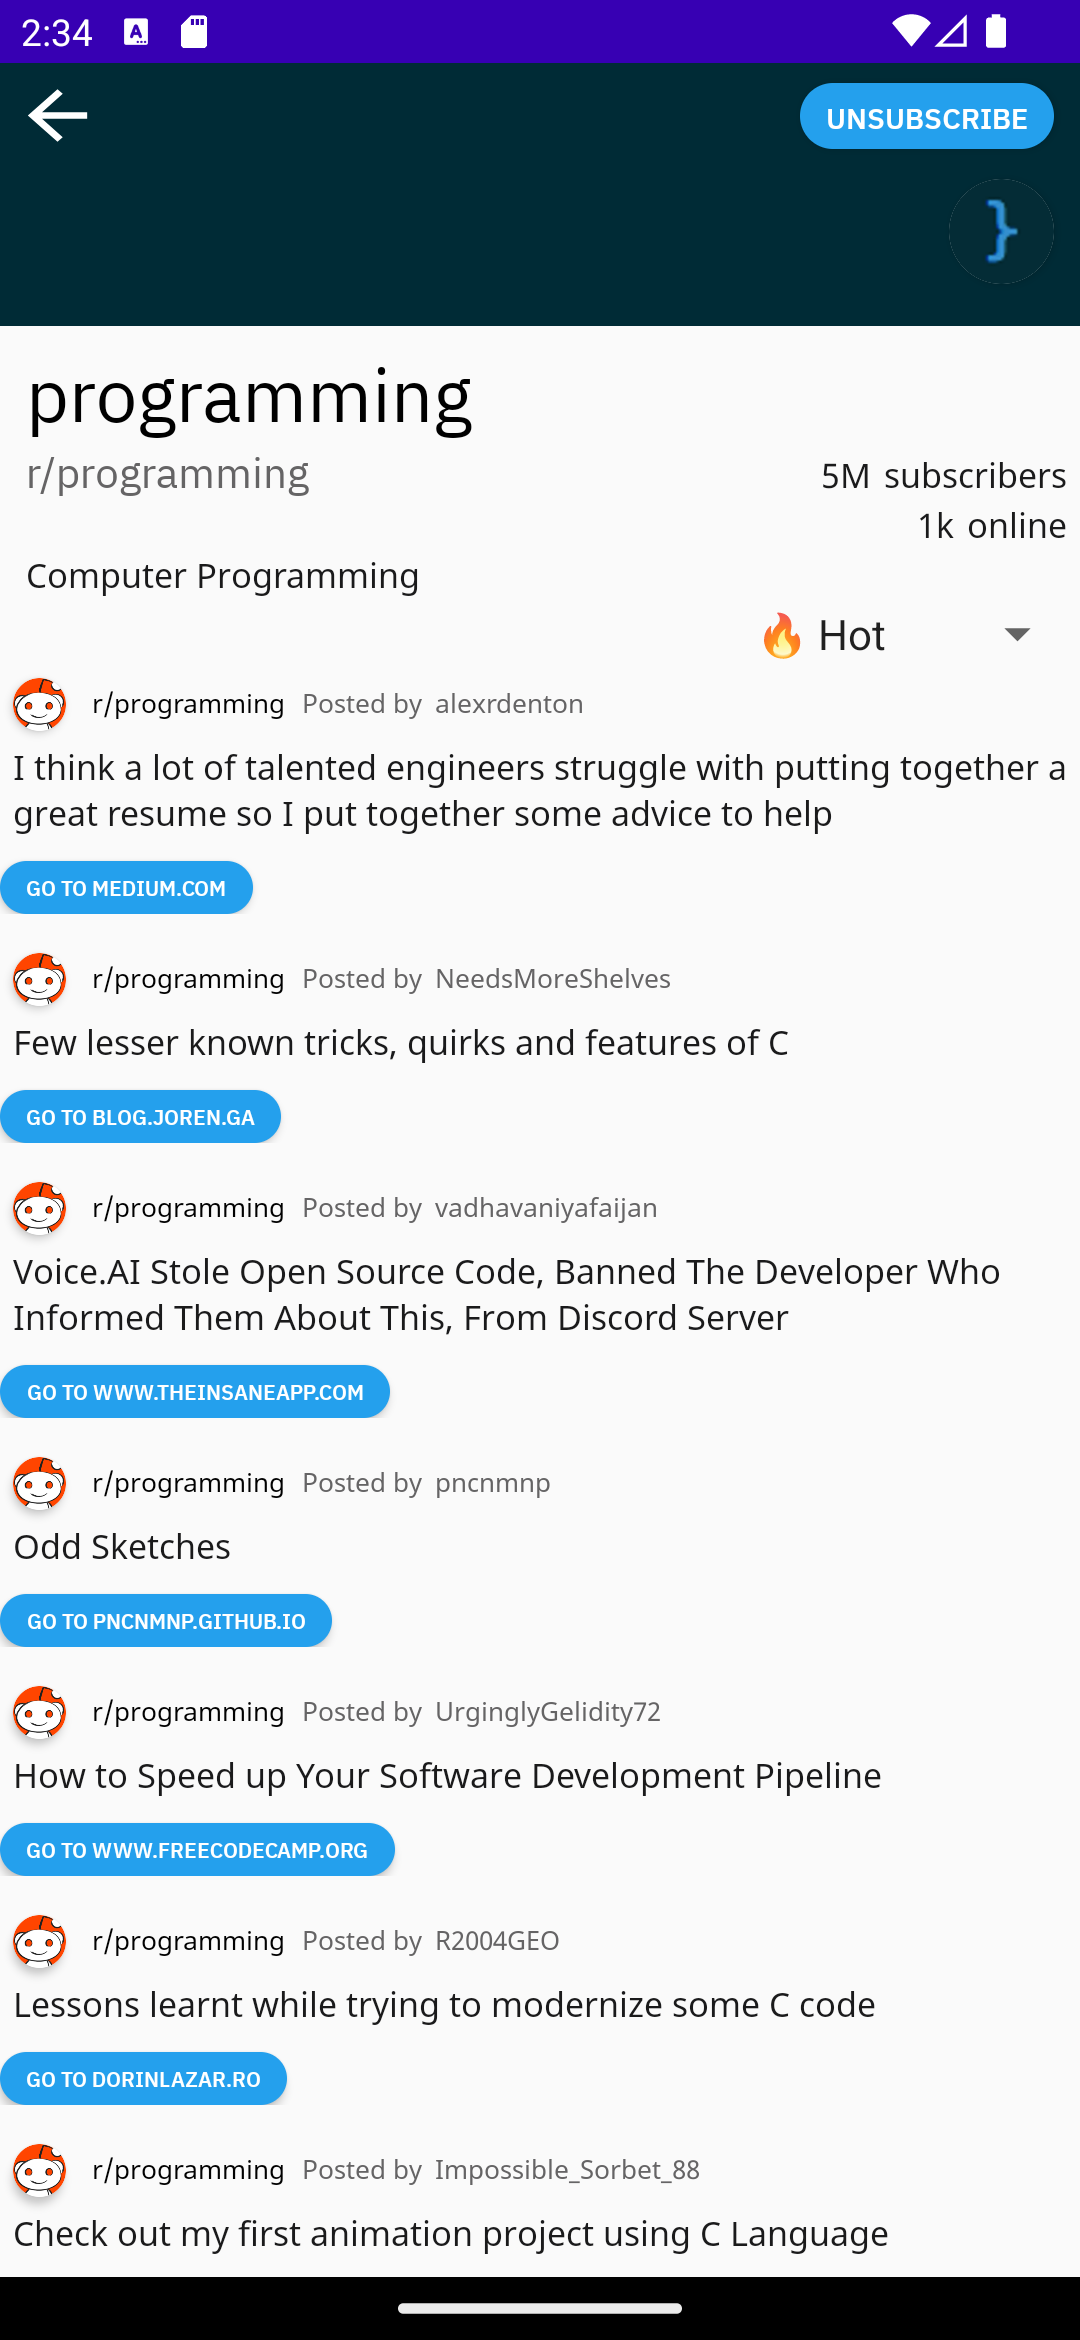 2:34
UNSUBSCRIBE
}
programming
r/programming
5M subscribers
1k online
Computer Programming
🔥 Hot
r/programming Posted by alexrdenton
I think a lot of talented engineers struggle with putting together a
great resume so I put together some advice to help
GO TO MEDIUM.COM
r/programming Posted by NeedsMoreShelves
Few lesser known tricks, quirks and features of C
GO TO BLOG.JOREN.GA
r/programming Posted by vadhavaniyafaijan
Voice.AI Stole Open Source Code, Banned The Developer Who
Informed Them About This, From Discord Server
GO TO WWW.THEINSANEAPP.COM
r/programming Posted by pncnmnp
Odd Sketches
GO TO PNCNMNP.GITHUB.IO
r/programming Posted by UrginglyGelidity72
How to Speed up Your Software Development Pipeline
GO TO WWW.FREECODECAMP.ORG
r/programming Posted by R2004GEO
Lessons learnt while trying to modernize some C code
GO TO DORINLAZAR.RO
r/programming Posted by Impossible_Sorbet_88
Check out my first animation project using C Language